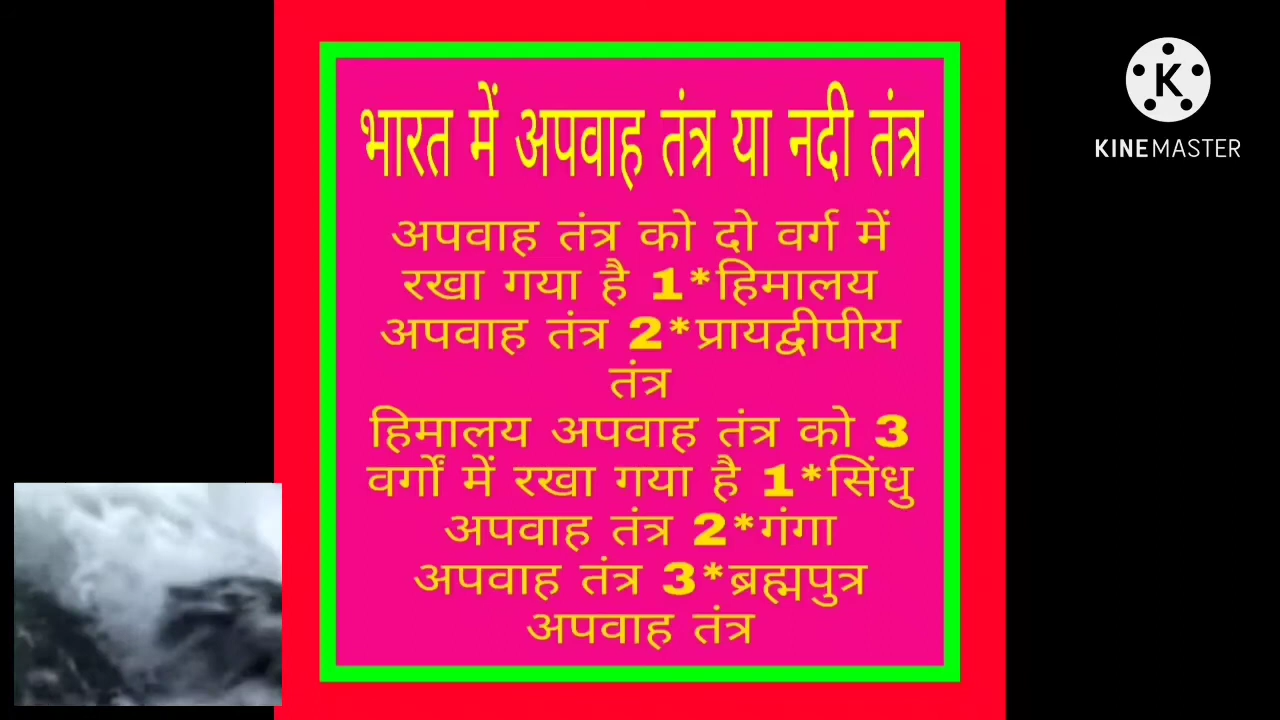 भारत में अपवाह तंत्र या नदी तंत्र
अपवाह तंत्र को दो वर्ग में
रखा गया है 1*हिमालय
अपवाह तंत्र 2*प्रायद्वीपीय
तंत्र
हिमालय अपवाह तंत्र को 3
वर्गों में रखा गया है 1*सिंधु
अपवाह तंत्र 2*गंगा
अपवाह तंत्र 3*ब्रह्मपुत्र
अपवाह तंत्र
K
KINEMASTER